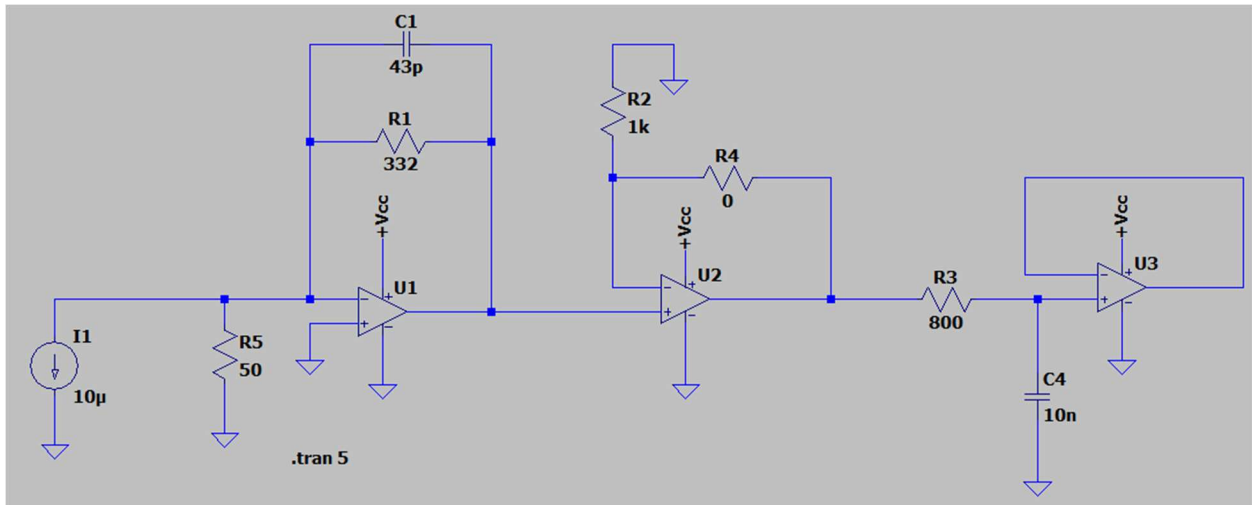 C1
43p
R1
332
+Vcc
U1
I1
10µ
R5
50
.tran 5
R2
1k
R4
0
+Vcc
U2
R3
800
+Vcc
U3
C4
10n